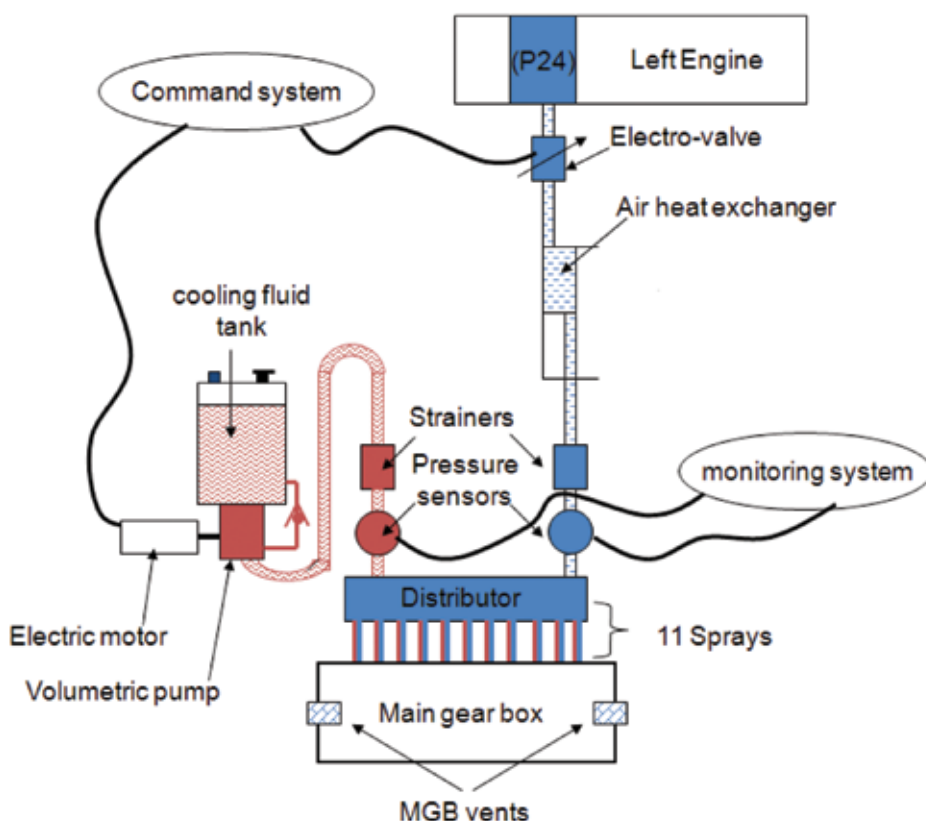 (P24)
Left Engine
Command system
Electro-valve
Air heat exchanger
cooling fluid
tank
Strainers
Pressure
sensors
monitoring system
Distributor
11 Sprays
Electric motor
Volumetric pump
Main gear box
MGB vents